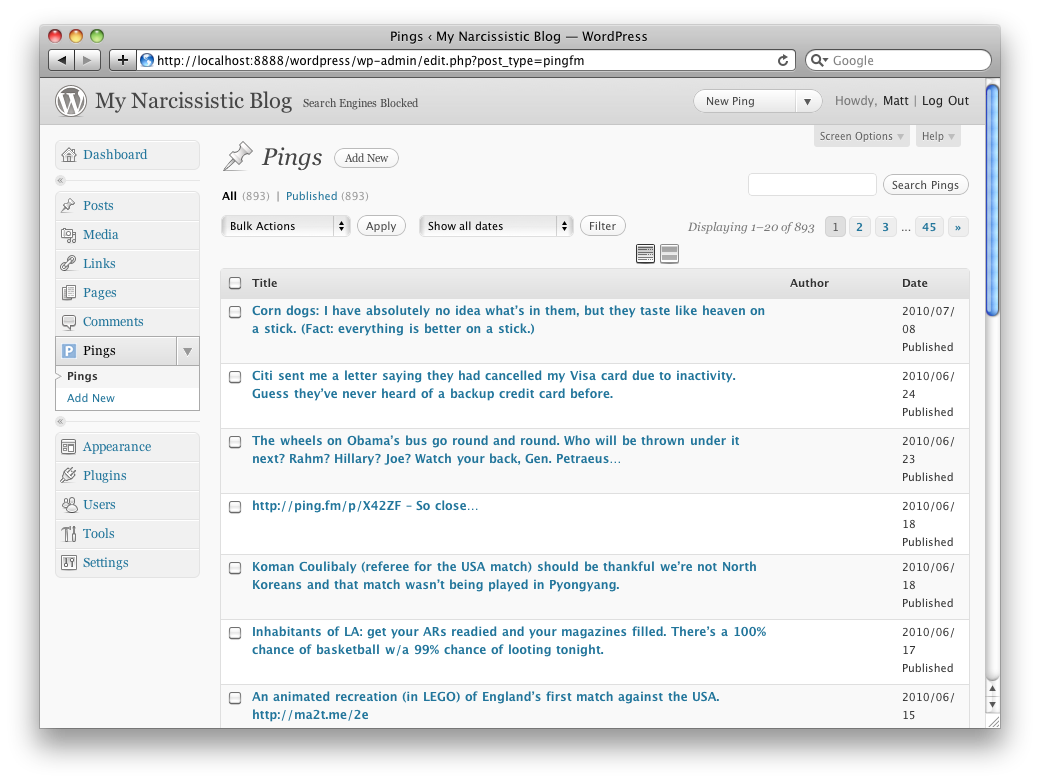 Pings ‹ My Narcissistic Blog — WordPress
http://localhost:8888/wordpress/wp-admin/edit.php?post_type=pingfm
Google
My Narcissistic Blog Search Engines Blocked
New Ping
Howdy, Matt | Log Out
Screen Options
Help
Dashboard
Posts
Media
Links
Pages
Comments
Pings
Pings
Add New
Appearance
Plugins
Users
Tools
Settings
Pings Add New
All (893) | Published (893)
Search Pings
Bulk Actions Apply Show all dates Filter
Displaying 1–20 of 893 1 2 3 ... 45 »
Title Author Date
Corn dogs: I have absolutely no idea what's in them, but they taste like heaven on
a stick. (Fact: everything is better on a stick.)
2010/07/
08
Published
Citi sent me a letter saying they had cancelled my Visa card due to inactivity.
Guess they've never heard of a backup credit card before.
2010/06/
24
Published
The wheels on Obama's bus go round and round. Who will be thrown under it
next? Rahm? Hillary? Joe? Watch your back, Gen. Petraeus…
2010/06/
23
Published
http://ping.fm/p/X42ZF – So close…
2010/06/
18
Published
Koman Coulibaly (referee for the USA match) should be thankful we're not North
Koreans and that match wasn't being played in Pyongyang.
2010/06/
18
Published
Inhabitants of LA: get your ARs readied and your magazines filled. There's a 100%
chance of basketball w/a 99% chance of looting tonight.
2010/06/
17
Published
An animated recreation (in LEGO) of England's first match against the USA.
http://ma2t.me/2e
2010/06/
15